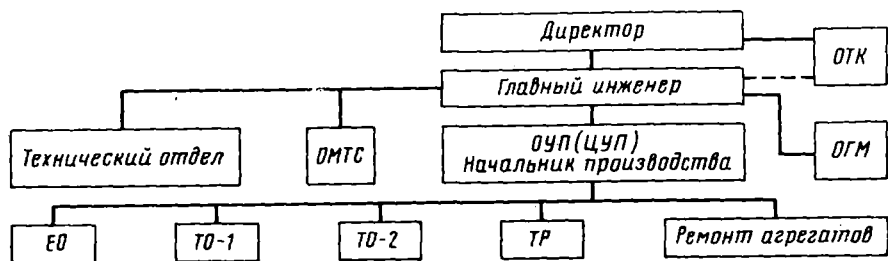 Директор
ОТК
Главный инженер
Технический отдел
ОМТС
ОУП(ЦУП)
Начальник производства
ОГМ
ЕО
ТО-1
ТО-2
ТР
Ремонт агрегатов